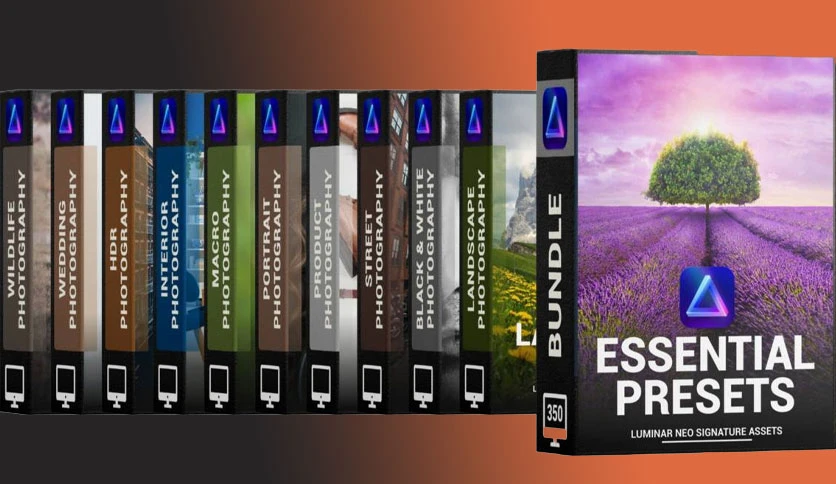 WILDLIFE
PHOTOGRAPHY
WEDDING
PHOTOGRAPHY
HDR
PHOTOGRAPHY
INTERIOR
PHOTOGRAPHY
MACRO
PHOTOGRAPHY
PORTRAIT
PHOTOGRAPHY
PRODUCT
PHOTOGRAPHY
STREET
PHOTOGRAPHY
BLACK & WHITE
PHOTOGRAPHY
LANDSCAPE
PHOTOGRAPHY
LA
BUNDLE
350
ESSENTIAL
PRESETS
LUMINAR NEO SIGNATURE ASSETS